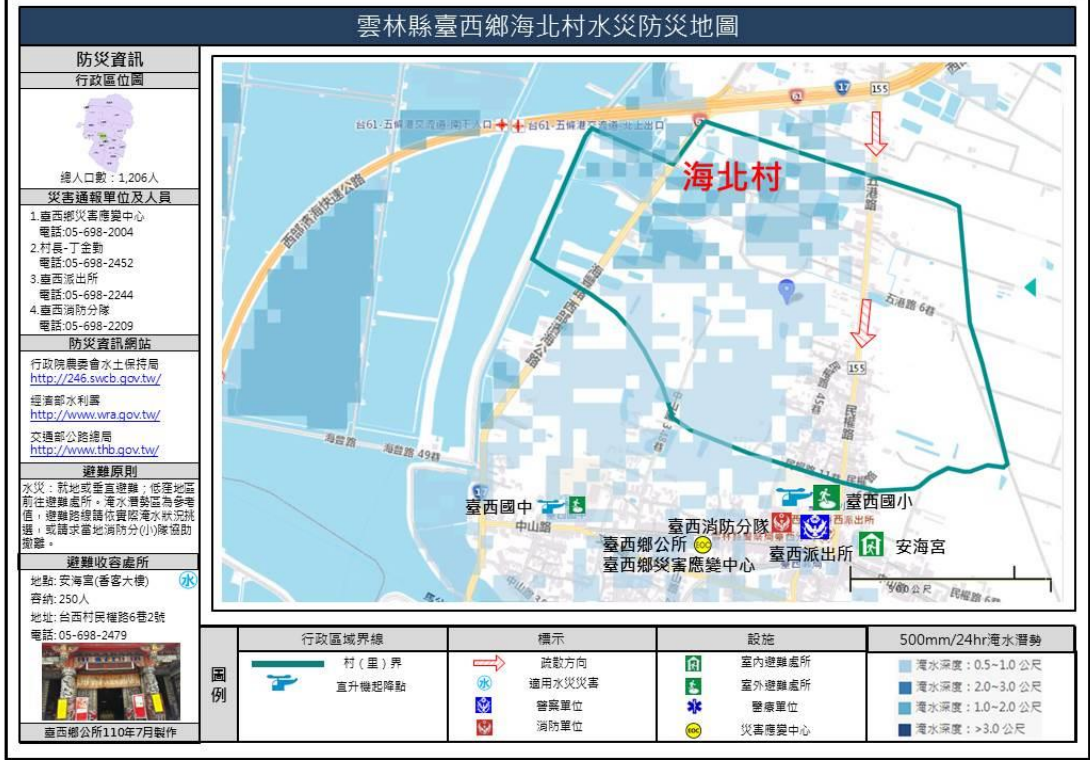 雲林縣臺西鄉海北村水災防災地圖
防災資訊
行政區位圖
總人口數：1,206人
災害通報單位及人員
1.臺西鄉災害應變中心
電話:05-698-2004
2.村長-丁金勤
電話:05-698-2452
3.臺西派出所
電話:05-698-2244
4.臺西消防分隊
電話:05-698-2209
防災資訊網站
行政院農委會水土保持局
http://246.swcb.gov.tw/
經濟部水利署
http://www.wra.gov.tw/
交通部公路總局
http://www.thb.gov.tw/
避難原則
水災：就地或垂直避難；低窪地區
前往避難處所。淹水潛勢區為參考
值，避難路線請依實際淹水狀況挑
選，或請求當地消防分(小)隊協助
撤離。
避難收容處所
地點: 安海宮(香客大樓)
水
容納: 250人
地址: 台西村民權路6巷2號
電話: 05-698-2479
臺西鄉公所110年7月製作
台61-五條港交流道-南下入口
台61-五條港交流道-北上出口
61
17
155
西部濱海快速公路
海北村
五港路
五港路 6巷
155
民權路 45巷
民權路
海豐路
海豐路 49巷
17
中山路
臺西國中
臺西國小
臺西消防分隊
臺西鄉公所
EOC
臺西鄉災害應變中心
臺西派出所
安海宮
500 公尺
圖例
行政區域界線
村（里）界
直升機起降點
標示
疏散方向
水
適用水災災害
警察單位
消防單位
設施
室內避難處所
室外避難處所
醫療單位
EOC
災害應變中心
500mm/24hr淹水潛勢
淹水深度：0.5~1.0 公尺
淹水深度：2.0~3.0 公尺
淹水深度：1.0~2.0 公尺
淹水深度：>3.0 公尺